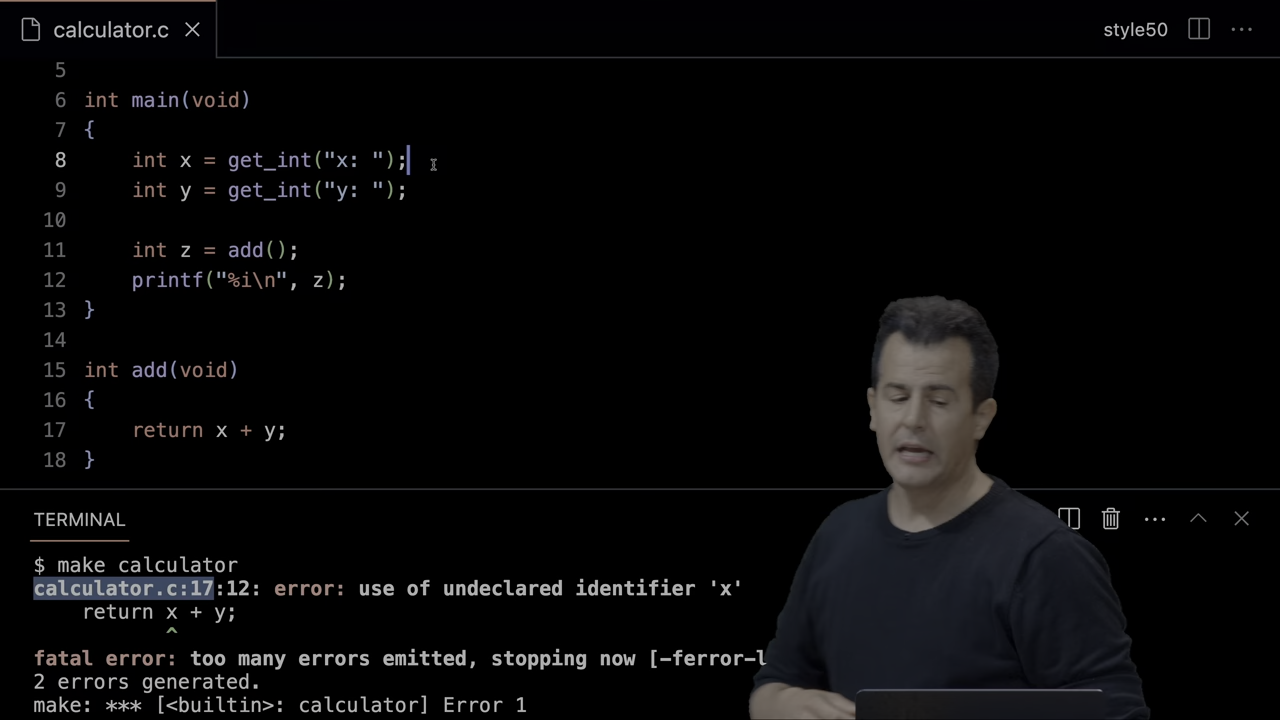 calculator.c
style50
5
6 int main(void)
7 {
8     int x = get_int("x: ");
9     int y = get_int("y: ");
10
11     int z = add();
12     printf("%i\n", z);
13 }
14
15 int add(void)
16 {
17     return x + y;
18 }
TERMINAL
$ make calculator
calculator.c:17:12: error: use of undeclared identifier 'x'
    return x + y;
           ^
fatal error: too many errors emitted, stopping now [-ferror-l
2 errors generated.
make: *** [<builtin>: calculator] Error 1